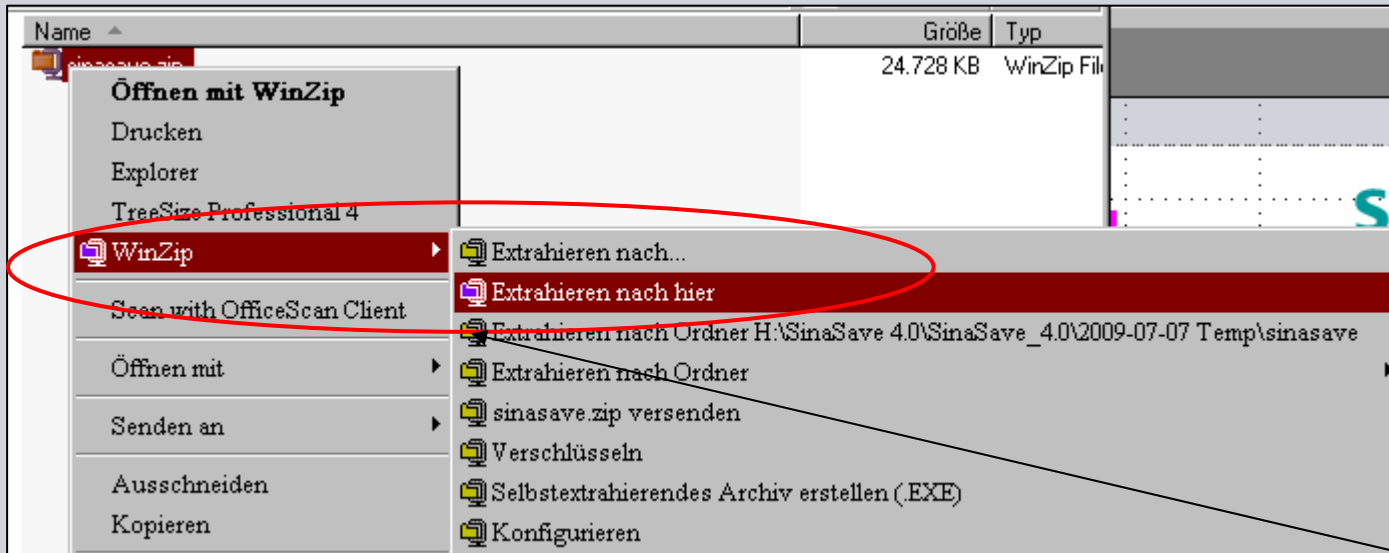 Name Größe Typ
sinasave.zip 24.728 KB WinZip File
Öffnen mit WinZip
Drucken
Explorer
TreeSize Professional 4
WinZip
Scan with OfficeScan Client
Öffnen mit
Senden an
Ausschneiden
Kopieren
Extrahieren nach...
Extrahieren nach hier
Extrahieren nach Ordner H:\SinaSave 4.0\SinaSave_4.0\2009-07-07 Temp\sinasave
Extrahieren nach Ordner
sinasave.zip versenden
Verschlüsseln
Selbstextrahierendes Archiv erstellen (.EXE)
Konfigurieren
S